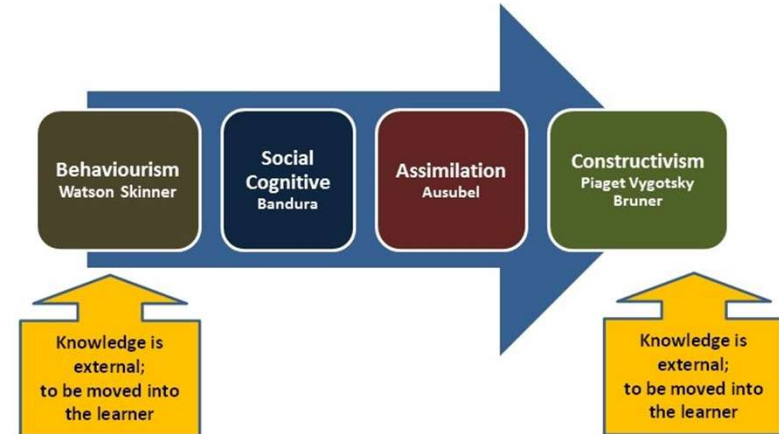 Behaviourism
Watson Skinner
Social
Cognitive
Bandura
Assimilation
Ausubel
Constructivism
Piaget Vygotsky
Bruner
Knowledge is
external;
to be moved into
the learner
Knowledge is
external;
to be moved into
the learner